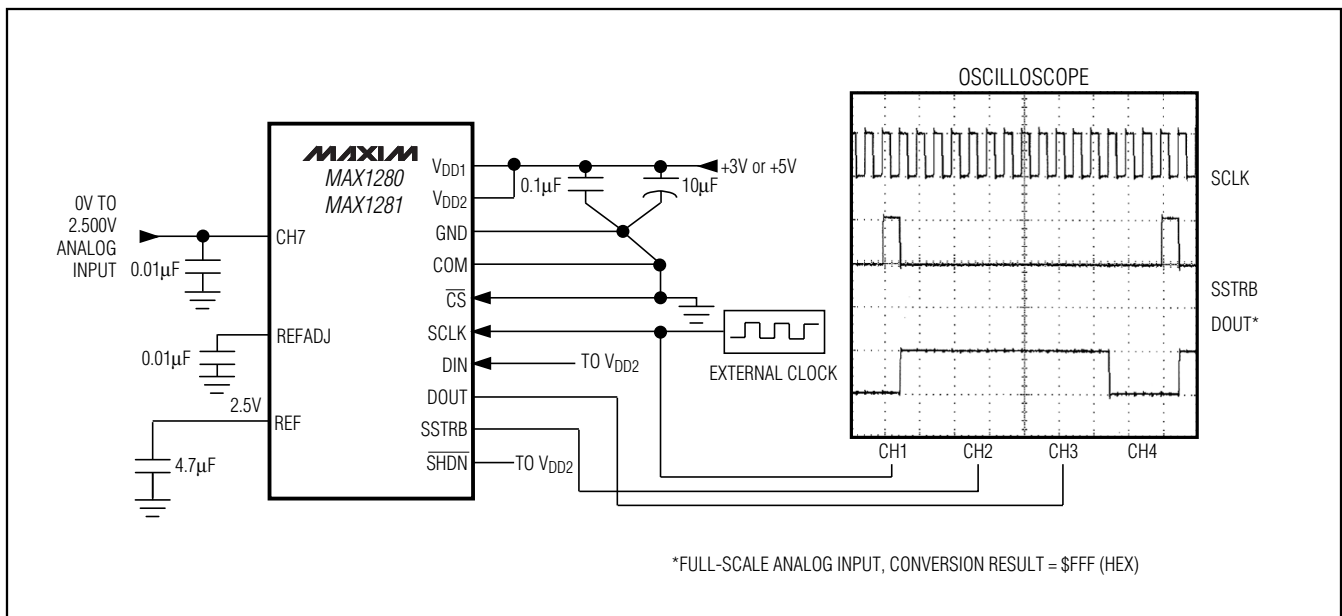 OSCILLOSCOPE
MAXIM
MAX1280
MAX1281
VDD1
VDD2
GND
COM
CS
SCLK
DIN
DOUT
SSTRB
SHDN
CH7
REFADJ
REF
0V TO
2.500V
ANALOG
INPUT
0.01µF
0.01µF
2.5V
4.7µF
0.1µF
10µF
+3V or +5V
EXTERNAL CLOCK
TO VDD2
TO VDD2
SCLK
SSTRB
DOUT*
CH1
CH2
CH3
CH4
*FULL-SCALE ANALOG INPUT, CONVERSION RESULT = $FFF (HEX)